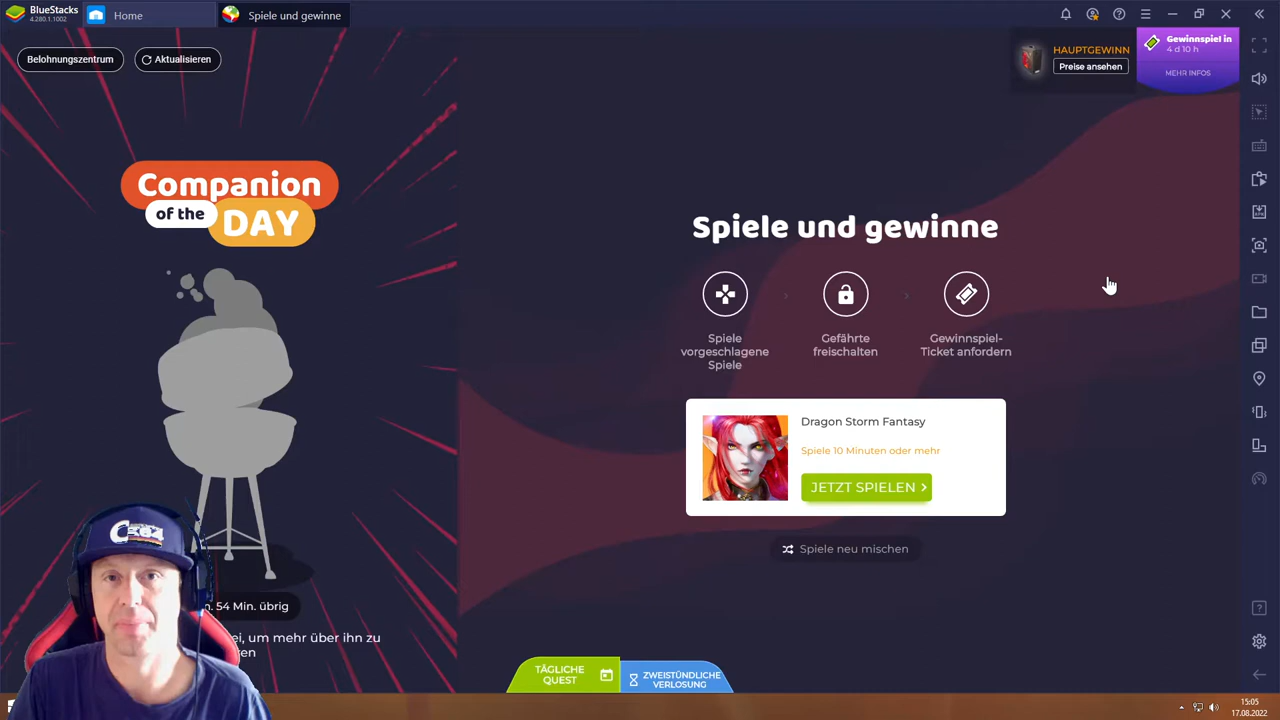 BlueStacks
4.280.1.1002
Home
Spiele und gewinne
Belohnungszentrum
Aktualisieren
HAUPTGEWINN
Preise ansehen
Gewinnspiel in
4 d 10 h
MEHR INFOS
Companion
of the
DAY
Spiele und gewinne
Spiele
vorgeschlagene
Spiele
Gefährte
freischalten
Gewinnspiel-
Ticket anfordern
Dragon Storm Fantasy
Spiele 10 Minuten oder mehr
JETZT SPIELEN
Spiele neu mischen
54 Min. übrig
um mehr über ihn zu
TÄGLICHE
QUEST
ZWEISTÜNDLICHE
VERLOSUNG
15:05
17.08.2022